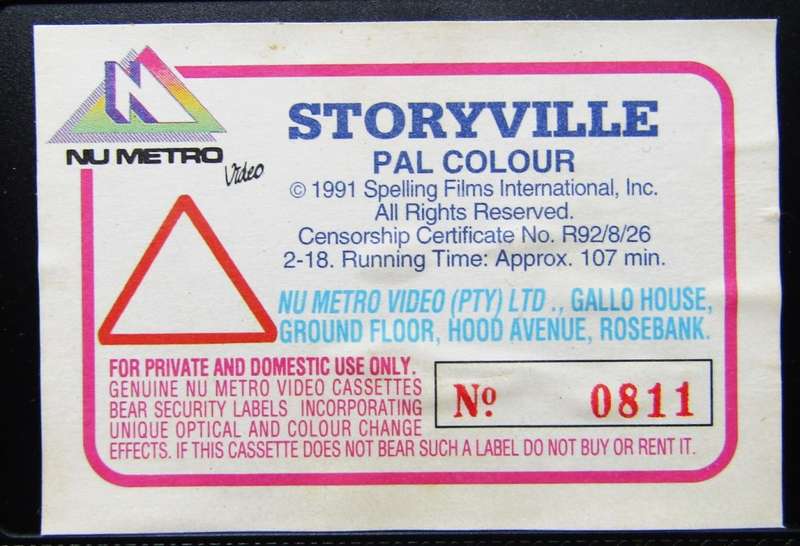 N
NU METRO
Video
STORYVILLE
PAL COLOUR
© 1991 Spelling Films International, Inc.
All Rights Reserved.
Censorship Certificate No. R92/8/26
2-18. Running Time: Approx. 107 min.
NU METRO VIDEO (PTY) LTD ., GALLO HOUSE,
GROUND FLOOR, HOOD AVENUE, ROSEBANK.
FOR PRIVATE AND DOMESTIC USE ONLY.
GENUINE NU METRO VIDEO CASSETTES
BEAR SECURITY LABELS INCORPORATING
UNIQUE OPTICAL AND COLOUR CHANGE
EFFECTS. IF THIS CASSETTE DOES NOT BEAR SUCH A LABEL DO NOT BUY OR RENT IT.
Nº 0811